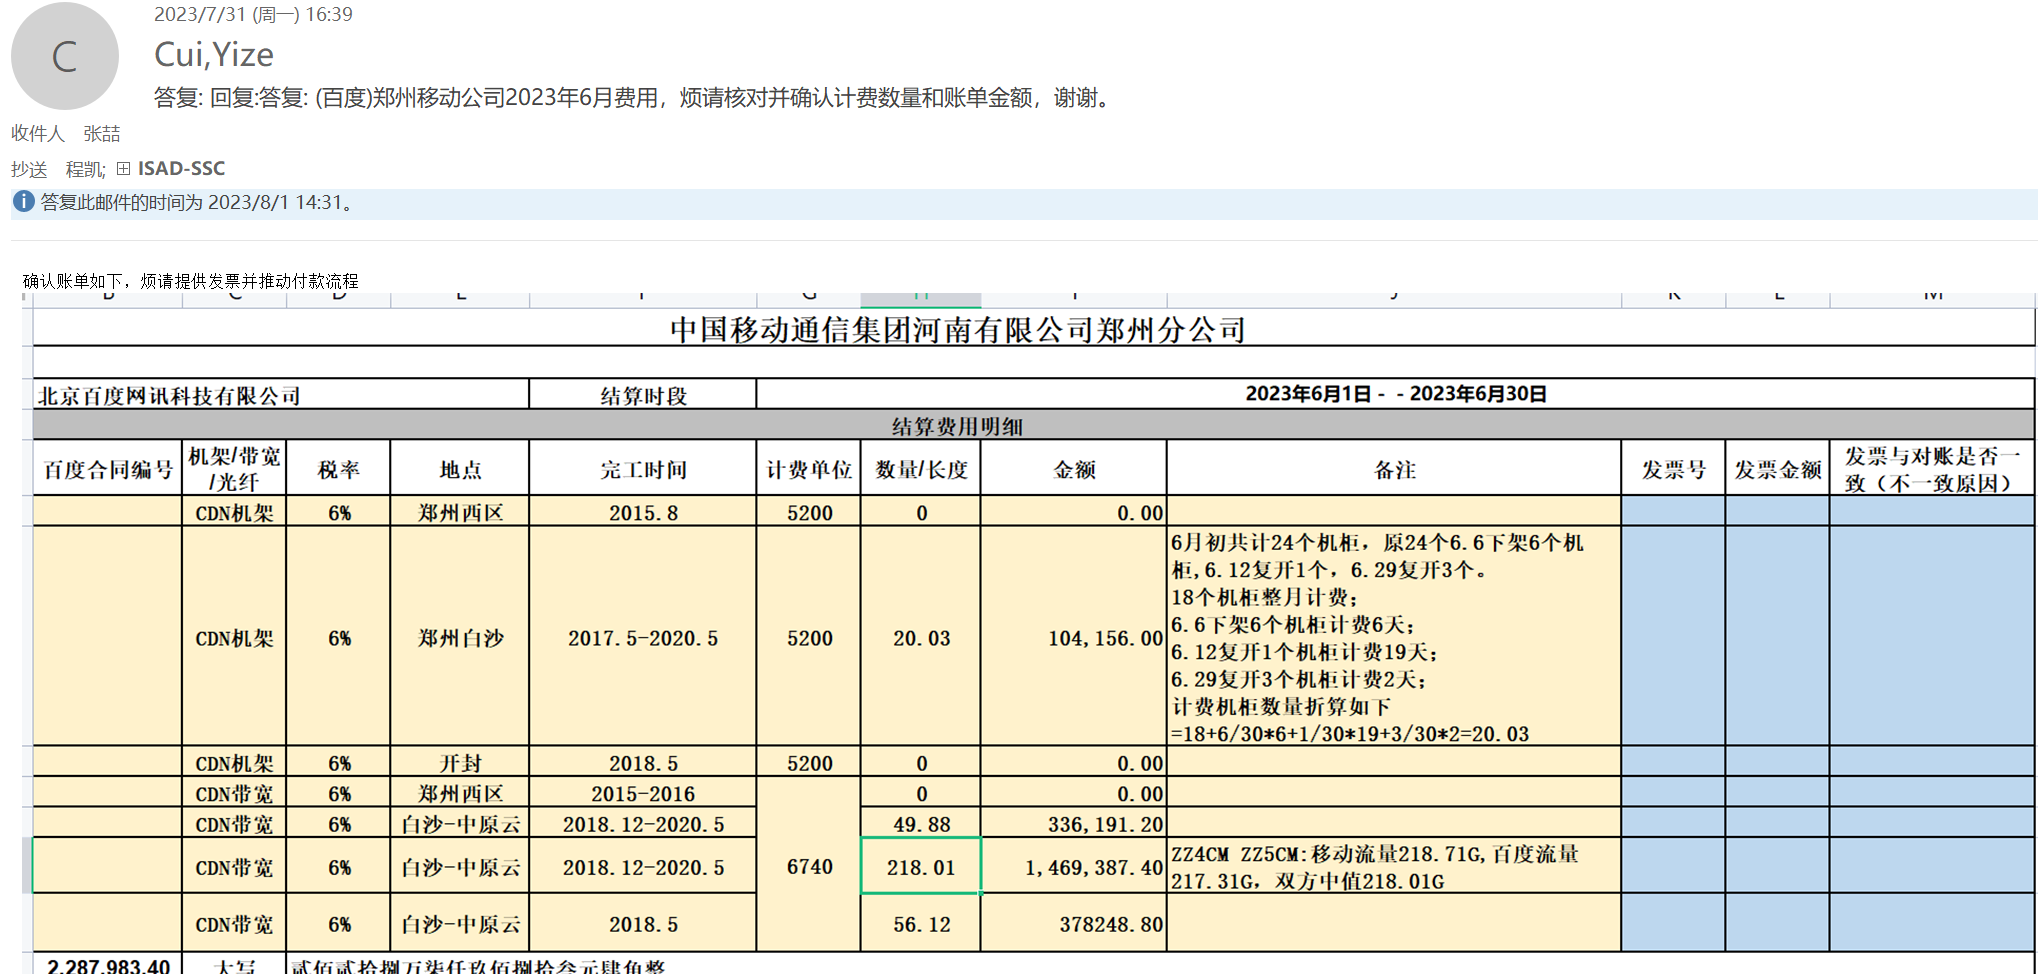 2023/7/31 (周一) 16:39
C
Cui,Yize
答复: 回复:答复: (百度)郑州移动公司2023年6月费用，烦请核对并确认计费数量和账单金额，谢谢。
收件人 张喆
抄送 程凯; ISAD-SSC
答复此邮件的时间为 2023/8/1 14:31。
确认账单如下，烦请提供发票并推动付款流程
中国移动通信集团河南有限公司郑州分公司
北京百度网讯科技有限公司 结算时段 2023年6月1日 - - 2023年6月30日
结算费用明细
百度合同编号 机架/带宽/光纤 税率 地点 完工时间 计费单位 数量/长度 金额 备注 发票号 发票金额 发票与对账是否一致（不一致原因）
CDN机架 6% 郑州西区 2015.8 5200 0 0.00
CDN机架 6% 郑州白沙 2017.5-2020.5 5200 20.03 104,156.00
6月初共计24个机柜，原24个6.6下架6个机
柜,6.12复开1个，6.29复开3个。
18个机柜整月计费；
6.6下架6个机柜计费6天；
6.12复开1个机柜计费19天；
6.29复开3个机柜计费2天；
计费机柜数量折算如下
=18+6/30*6+1/30*19+3/30*2=20.03
CDN机架 6% 开封 2018.5 5200 0 0.00
CDN带宽 6% 郑州西区 2015-2016 0 0.00
CDN带宽 6% 白沙-中原云 2018.12-2020.5 49.88 336,191.20
CDN带宽 6% 白沙-中原云 2018.12-2020.5 6740 218.01 1,469,387.40
ZZ4CM ZZ5CM:移动流量218.71G,百度流量
217.31G，双方中值218.01G
CDN带宽 6% 白沙-中原云 2018.5 56.12 378248.80
2,287,983.40 大写 贰佰贰拾捌万柒仟玖佰捌拾叁元肆角整